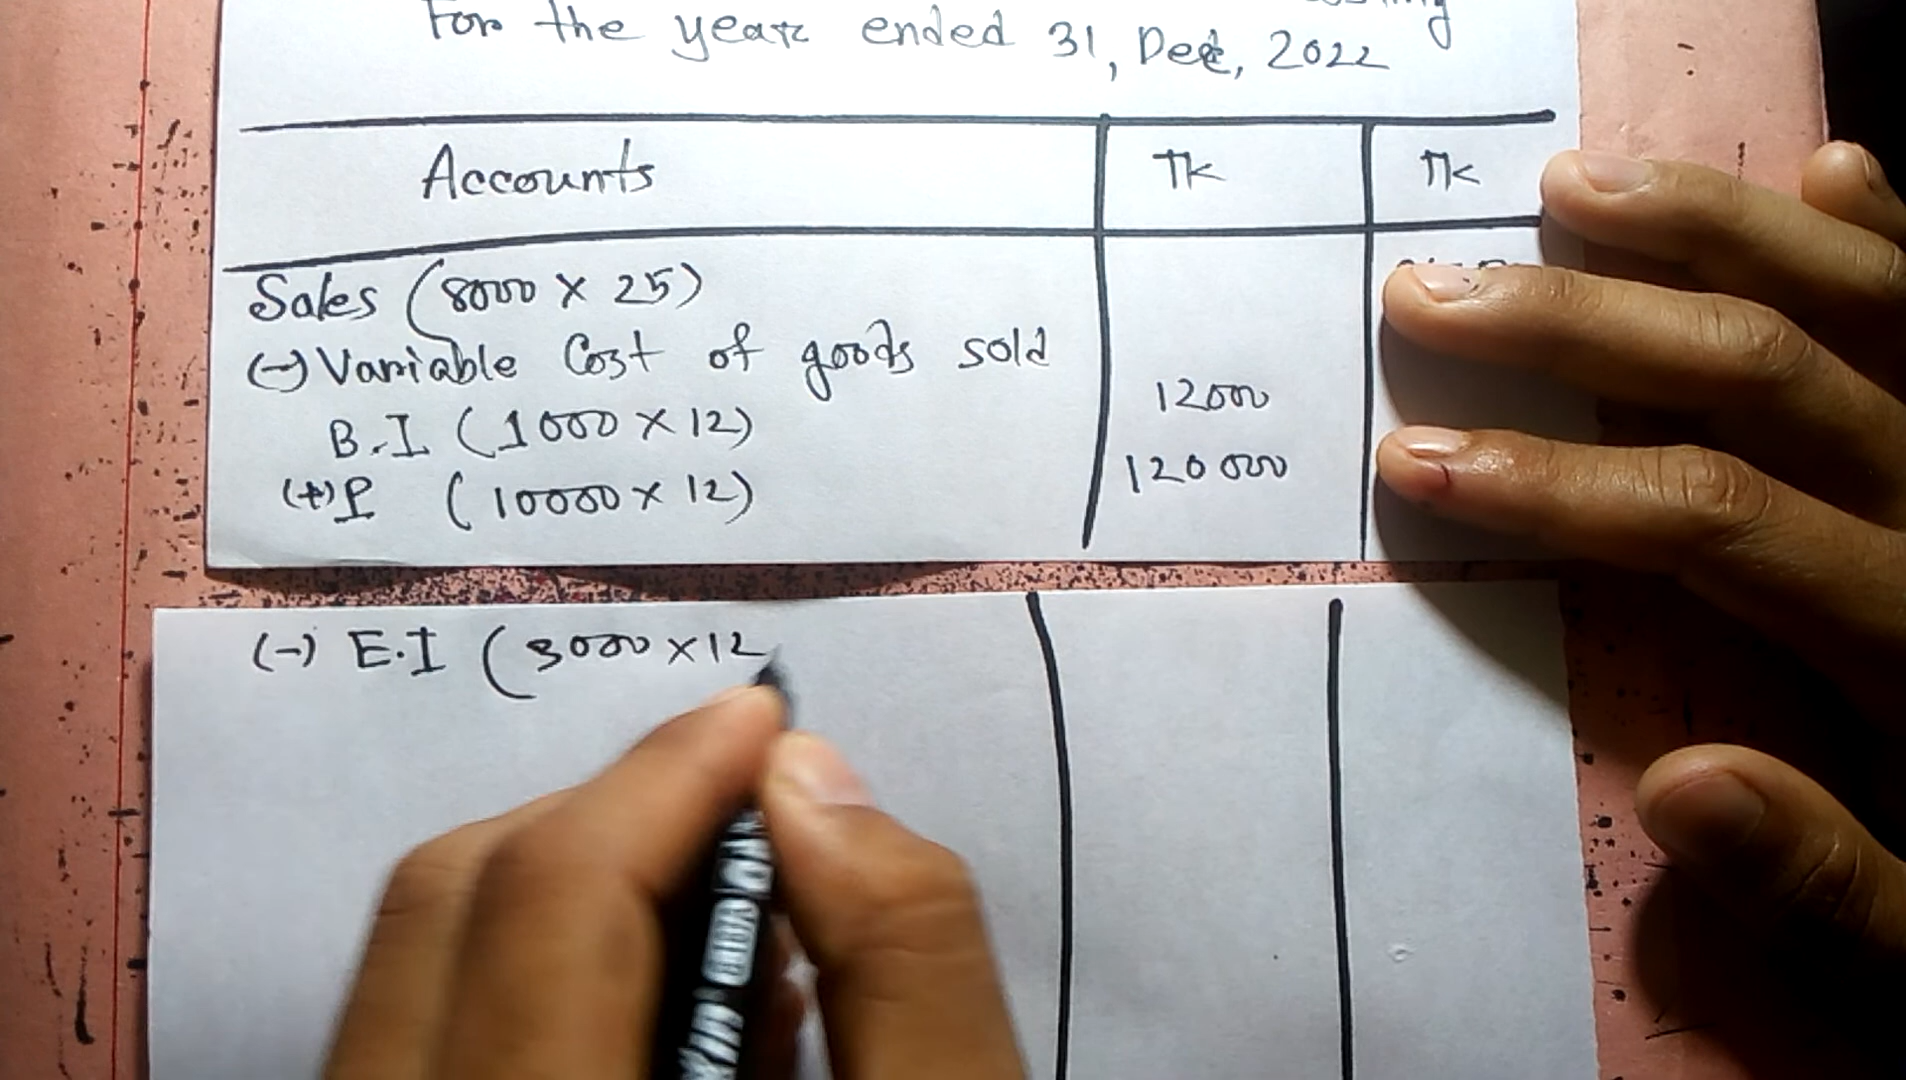 For the year ended 31, Dec, 2022
Accounts Tk Tk
Sales (8000 × 25)
(-) Variable Cost of goods sold
B.I (1000 × 12) 12000
(+) P (10000 × 12) 120000
(-) E.I (3000 × 12